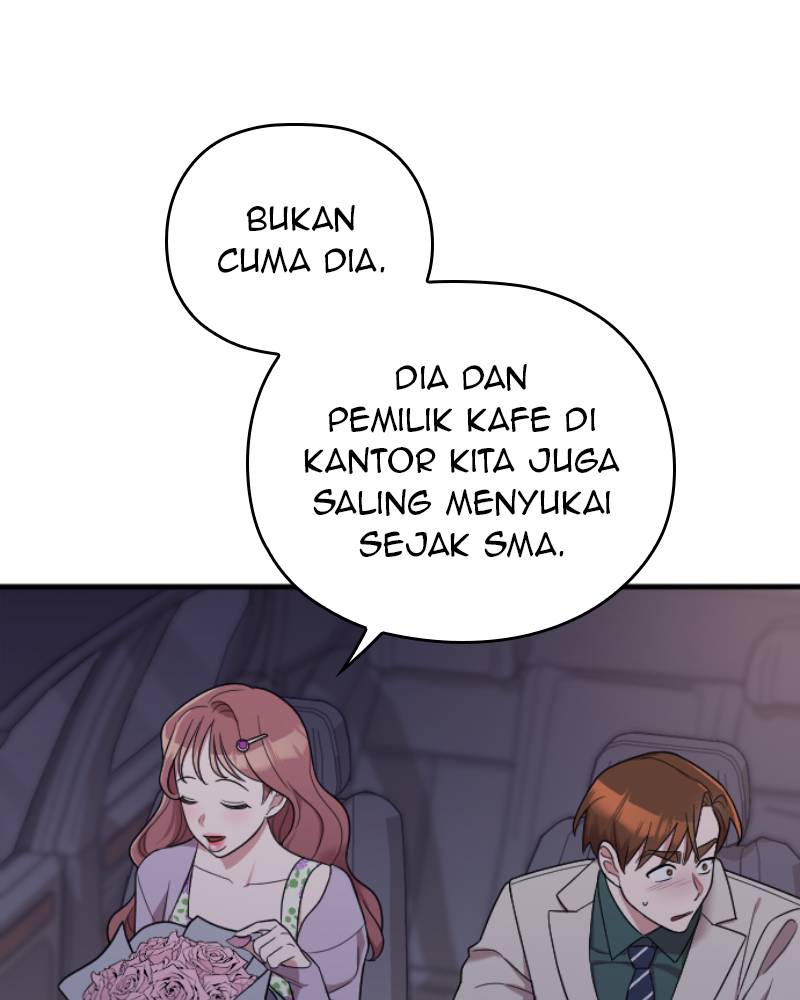 BUKAN
CUMA DIA.
DIA DAN
PEMILIK KAFE DI
KANTOR KITA JUGA
SALING MENYUKAI
SEJAK SMA.